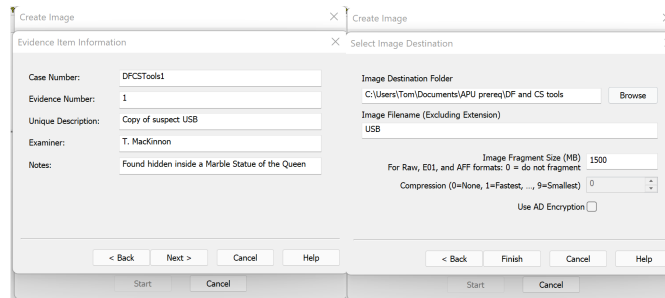 Create Image
Evidence Item Information
Case Number: DFCSTools1
Evidence Number: 1
Unique Description: Copy of suspect USB
Examiner: T. MacKinnon
Notes: Found hidden inside a Marble Statue of the Queen
< Back Next > Cancel Help
Start Cancel
Create Image
Select Image Destination
Image Destination Folder
C:\Users\Tom\Documents\APU prereq\DF and CS tools Browse
Image Filename (Excluding Extension)
USB
Image Fragment Size (MB) 1500
For Raw, E01, and AFF formats: 0 = do not fragment
Compression (0=None, 1=Fastest, ..., 9=Smallest) 0
Use AD Encryption
< Back Finish Cancel Help
Start Cancel